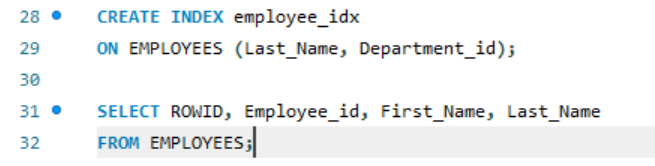 28 CREATE INDEX employee_idx
29 ON EMPLOYEES (Last_Name, Department_id);
30
31 SELECT ROWID, Employee_id, First_Name, Last_Name
32 FROM EMPLOYEES;